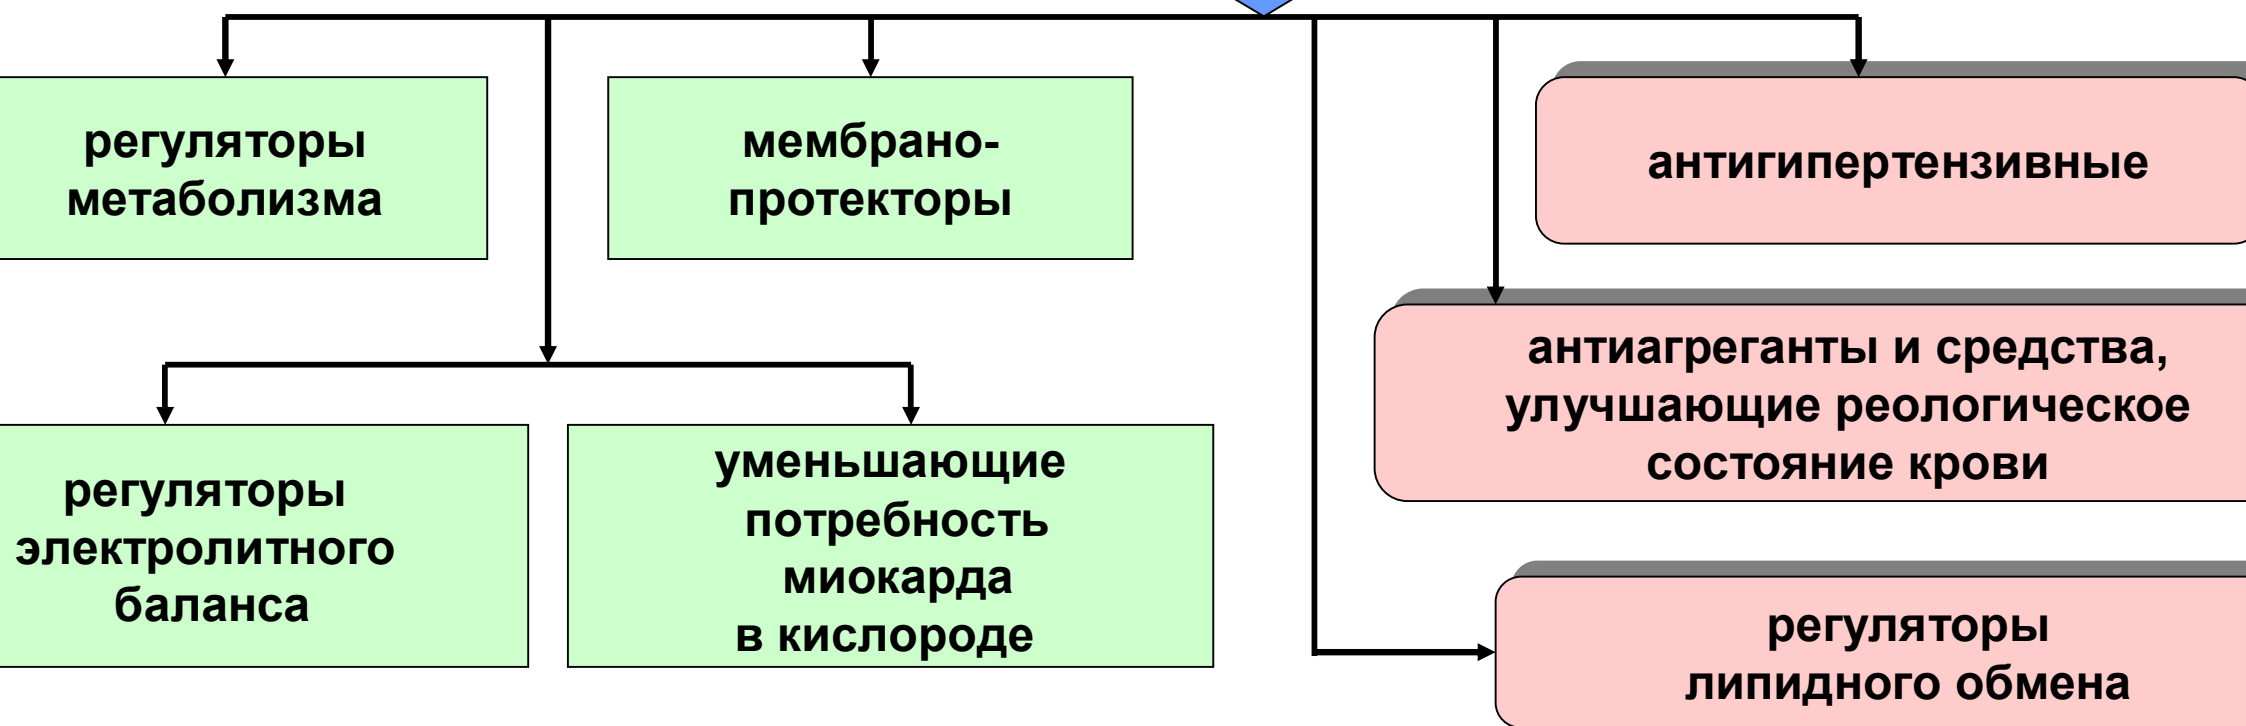 регуляторы
метаболизма
мембрано-
протекторы
антигипертензивные
антиагреганты и средства,
улучшающие реологическое
состояние крови
регуляторы
электролитного
баланса
уменьшающие
потребность
миокарда
в кислороде
регуляторы
липидного обмена